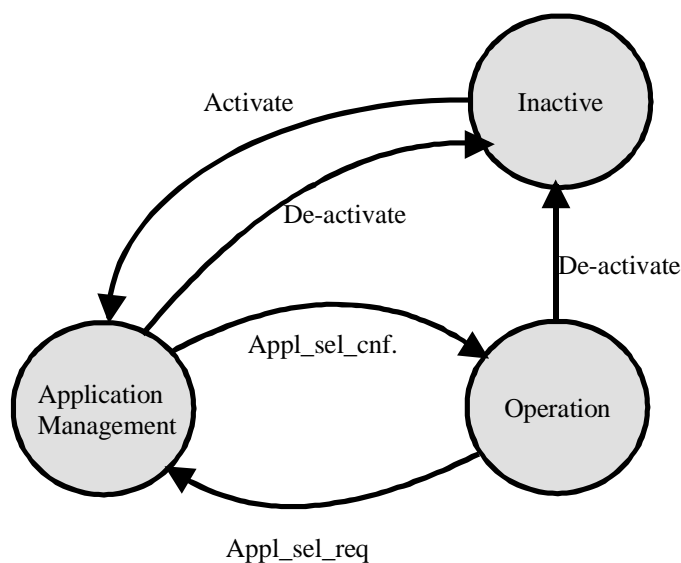 Activate
Inactive
De-activate
De-activate
Appl_sel_cnf.
Application
Management
Operation
Appl_sel_req